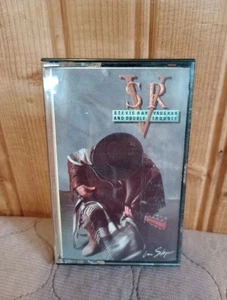 SRV
STEVIE RAY VAUGHAN
AND DOUBLE TROUBLE
In Step